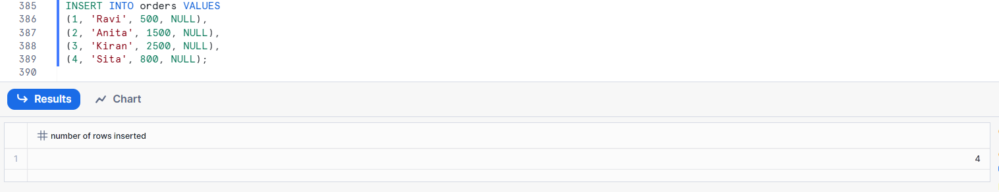 385 INSERT INTO orders VALUES
386 (1, 'Ravi', 500, NULL),
387 (2, 'Anita', 1500, NULL),
388 (3, 'Kiran', 2500, NULL),
389 (4, 'Sita', 800, NULL);
390
Results Chart
number of rows inserted
1 4